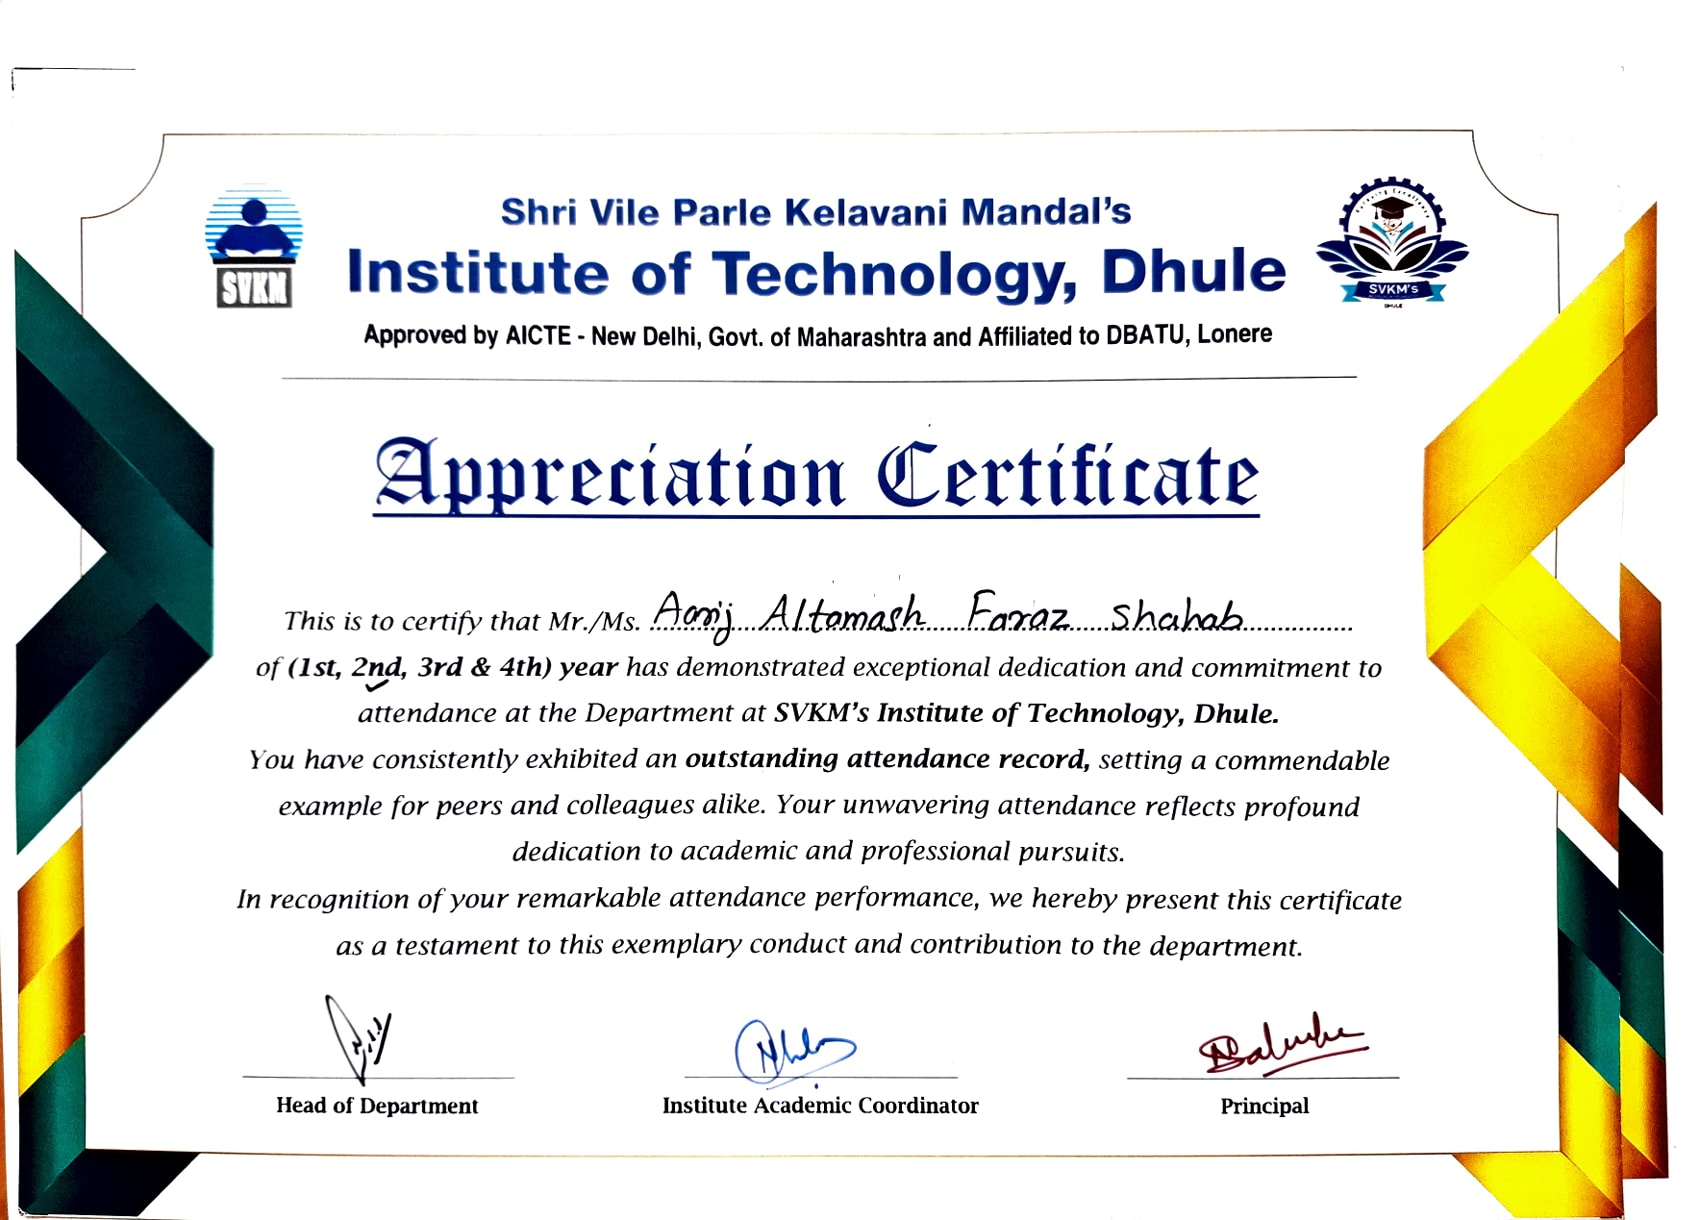 SVKM
Shri Vile Parle Kelavani Mandal's
Institute of Technology, Dhule
SVKM's
DHULE
Approved by AICTE - New Delhi, Govt. of Maharashtra and Affiliated to DBATU, Lonere
Appreciation Certificate
This is to certify that Mr./Ms. Aarij Altamash Faraz Shahab
of (1st, 2nd, 3rd & 4th) year has demonstrated exceptional dedication and commitment to
attendance at the Department at SVKM's Institute of Technology, Dhule.
You have consistently exhibited an outstanding attendance record, setting a commendable
example for peers and colleagues alike. Your unwavering attendance reflects profound
dedication to academic and professional pursuits.
In recognition of your remarkable attendance performance, we hereby present this certificate
as a testament to this exemplary conduct and contribution to the department.
Head of Department
Institute Academic Coordinator
Principal